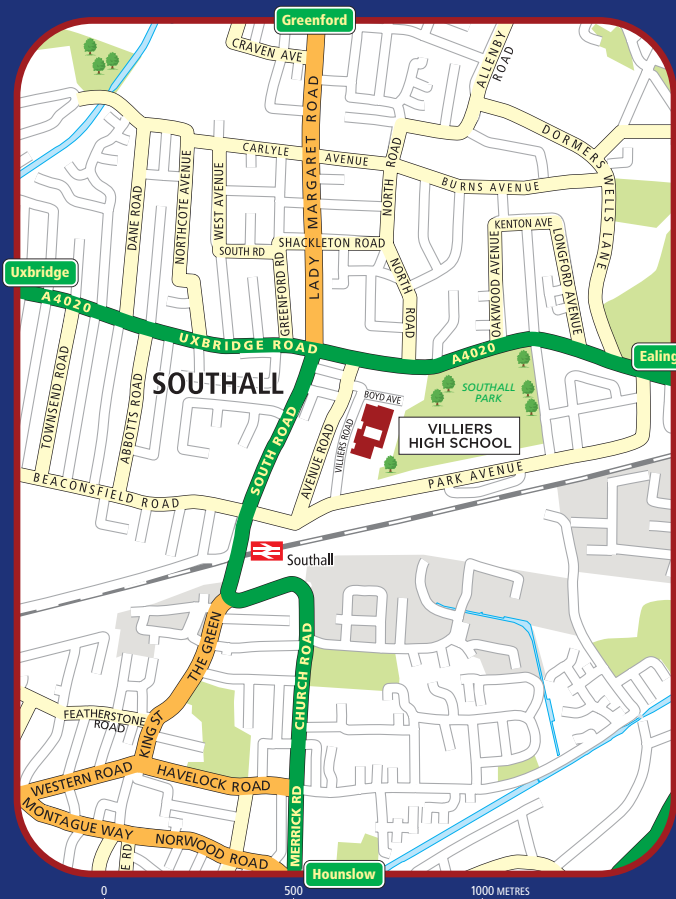 Greenford
CRAVEN AVE
ALLENBY
ROAD
LADY MARGARET ROAD
CARLYLE AVENUE
DORMERS WELLS LANE
NORTH ROAD
BURNS AVENUE
DANE ROAD
NORTHCOTE AVENUE
WEST AVENUE
KENTON AVE
SHACKLETON ROAD
SOUTH RD
GREENFORD RD
NORTH ROAD
OAKWOOD AVENUE
LONGFORD AVENUE
Uxbridge
A4020
UXBRIDGE ROAD
A4020
Ealing
SOUTHALL
TOWNSEND ROAD
ABBOTTS ROAD
SOUTH ROAD
AVENUE ROAD
VILLIERS ROAD
BOYD AVE
SOUTHALL
PARK
VILLIERS
HIGH SCHOOL
PARK AVENUE
BEACONSFIELD ROAD
Southall
THE GREEN
CHURCH ROAD
FEATHERSTONE
ROAD
KING ST
WESTERN ROAD
HAVELOCK ROAD
MERRICK RD
MONTAGUE WAY
NORWOOD ROAD
E RD
Hounslow
0 500 1000 METRES